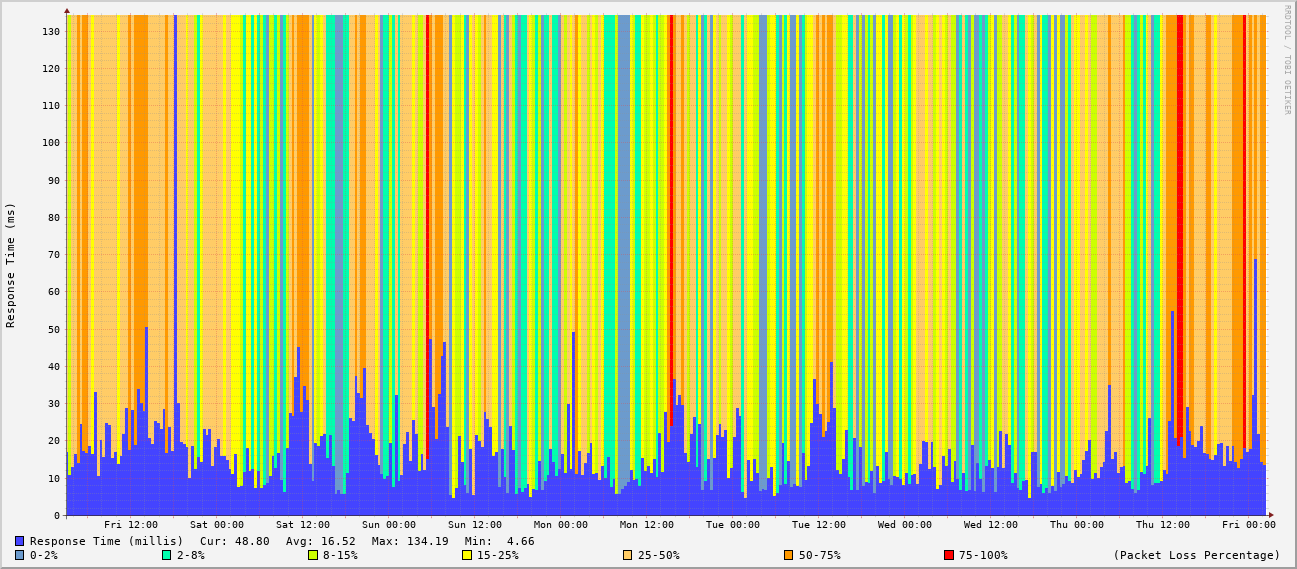 RRDTOOL / TOBI OETIKER
Response Time (ms)
130
120
110
100
90
80
70
60
50
40
30
20
10
0
Fri 12:00 Sat 00:00 Sat 12:00 Sun 00:00 Sun 12:00 Mon 00:00 Mon 12:00 Tue 00:00 Tue 12:00 Wed 00:00 Wed 12:00 Thu 00:00 Thu 12:00 Fri 00:00
Response Time (millis) Cur: 48.80 Avg: 16.52 Max: 134.19 Min: 4.66
0-2% 2-8% 8-15% 15-25% 25-50% 50-75% 75-100% (Packet Loss Percentage)